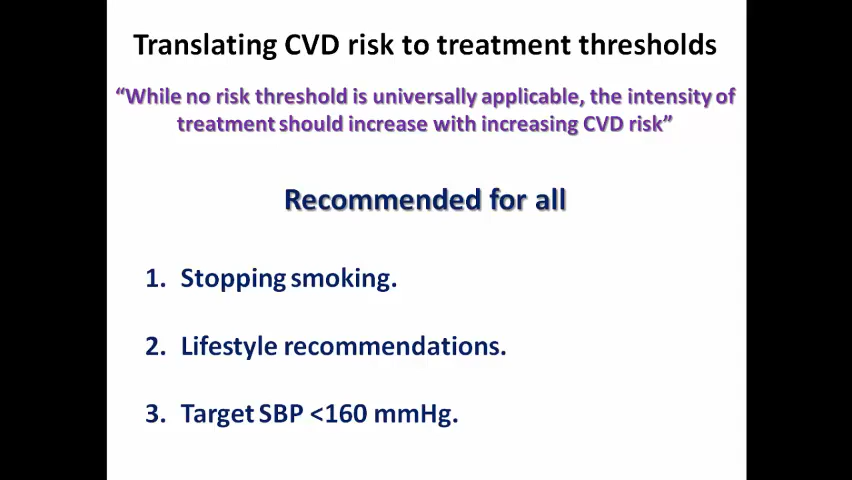 Translating CVD risk to treatment thresholds
“While no risk threshold is universally applicable, the intensity of
treatment should increase with increasing CVD risk”
Recommended for all
1. Stopping smoking.
2. Lifestyle recommendations.
3. Target SBP <160 mmHg.